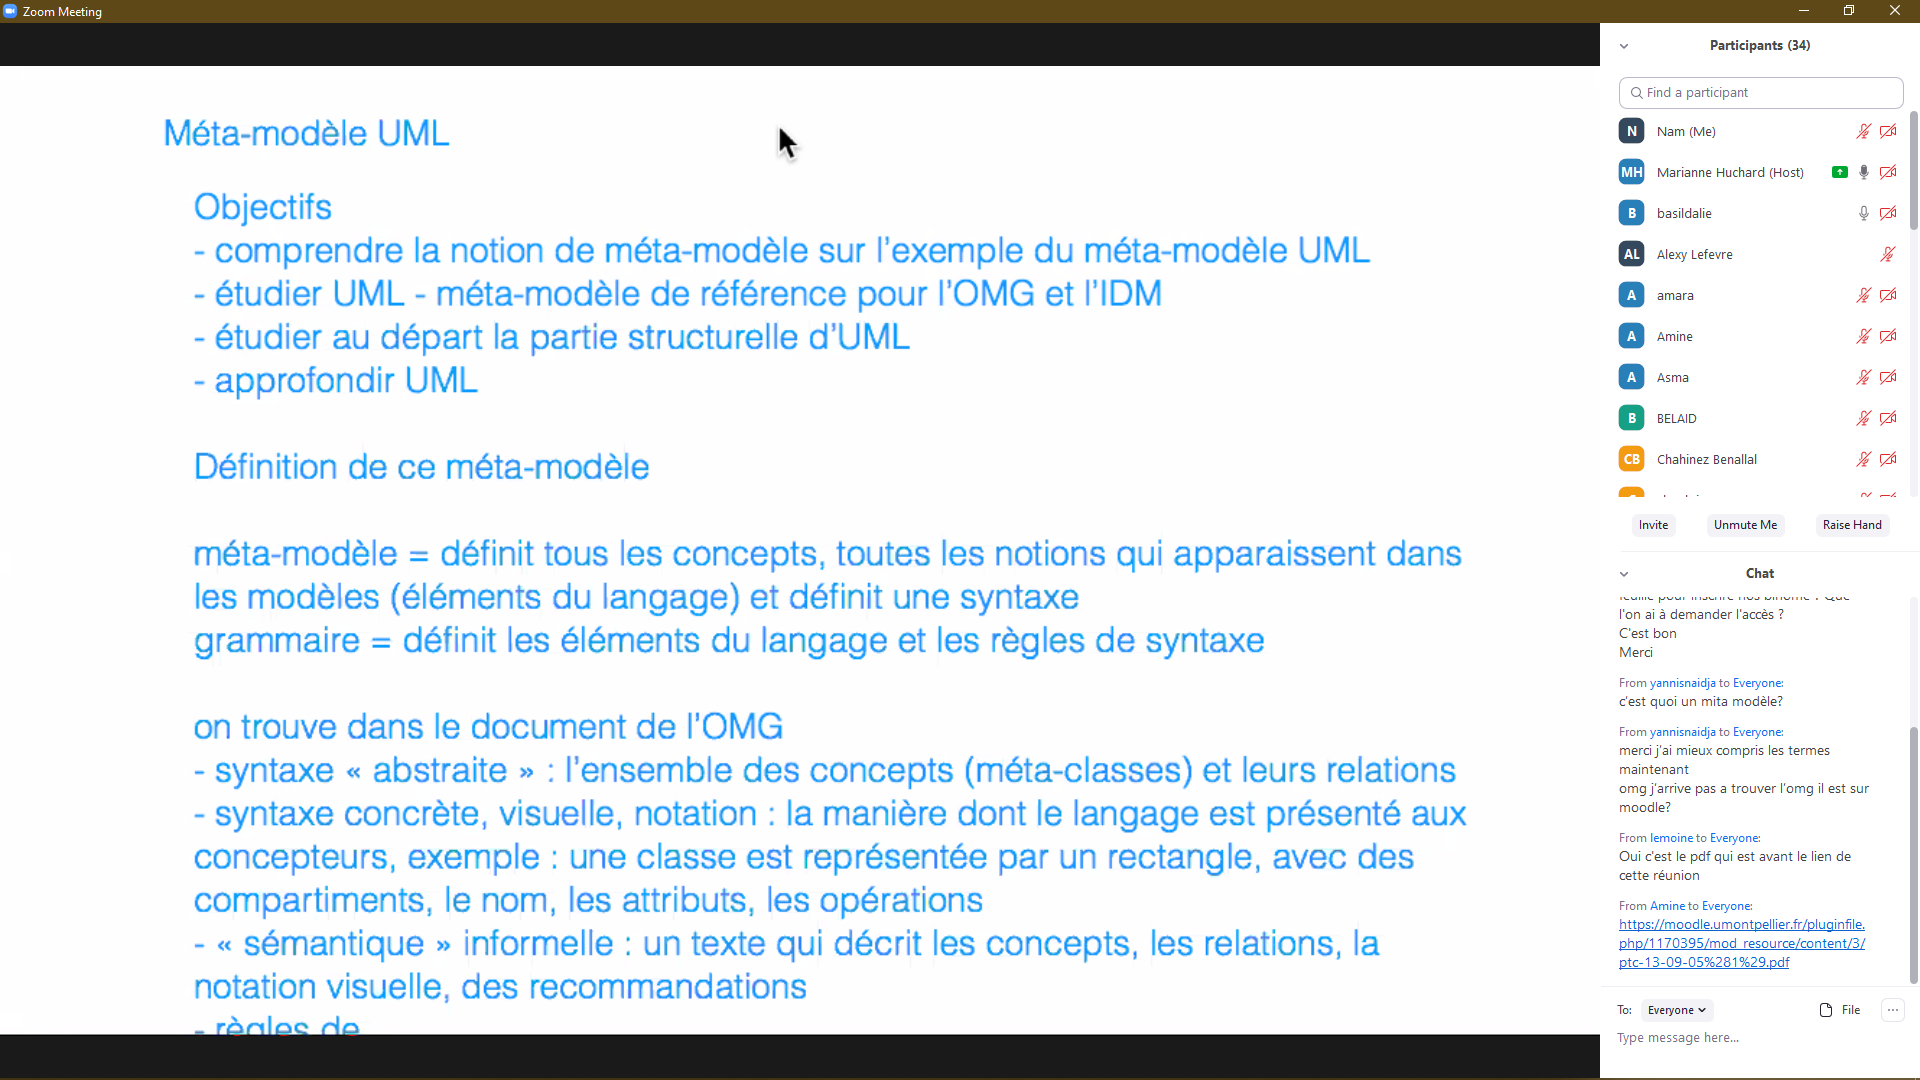 Zoom Meeting
Méta-modèle UML
Objectifs
- comprendre la notion de méta-modèle sur l'exemple du méta-modèle UML
- étudier UML - méta-modèle de référence pour l'OMG et l'IDM
- étudier au départ la partie structurelle d'UML
- approfondir UML
Définition de ce méta-modèle
méta-modèle = définit tous les concepts, toutes les notions qui apparaissent dans
les modèles (éléments du langage) et définit une syntaxe
grammaire = définit les éléments du langage et les règles de syntaxe
on trouve dans le document de l'OMG
- syntaxe « abstraite » : l'ensemble des concepts (méta-classes) et leurs relations
- syntaxe concrète, visuelle, notation : la manière dont le langage est présenté aux
concepteurs, exemple : une classe est représentée par un rectangle, avec des
compartiments, le nom, les attributs, les opérations
- « sémantique » informelle : un texte qui décrit les concepts, les relations, la
notation visuelle, des recommandations
- règles de
Participants (34)
Find a participant
N Nam (Me)
MH Marianne Huchard (Host)
B basildalie
AL Alexy Lefevre
A amara
A Amine
A Asma
B BELAID
CB Chahinez Benallal
Invite Unmute Me Raise Hand
Chat
feuille pour inscrire nos binôme ? Que
l'on ai à demander l'accès ?
C'est bon
Merci
From yannisnaidja to Everyone:
c'est quoi un mita modèle?
From yannisnaidja to Everyone:
merci j'ai mieux compris les termes
maintenant
omg j'arrive pas a trouver l'omg il est sur
moodle?
From lemoine to Everyone:
Oui c'est le pdf qui est avant le lien de
cette réunion
From Amine to Everyone:
https://moodle.umontpellier.fr/pluginfile.
php/1170395/mod_resource/content/3/
ptc-13-09-05%281%29.pdf
To: Everyone File
Type message here...